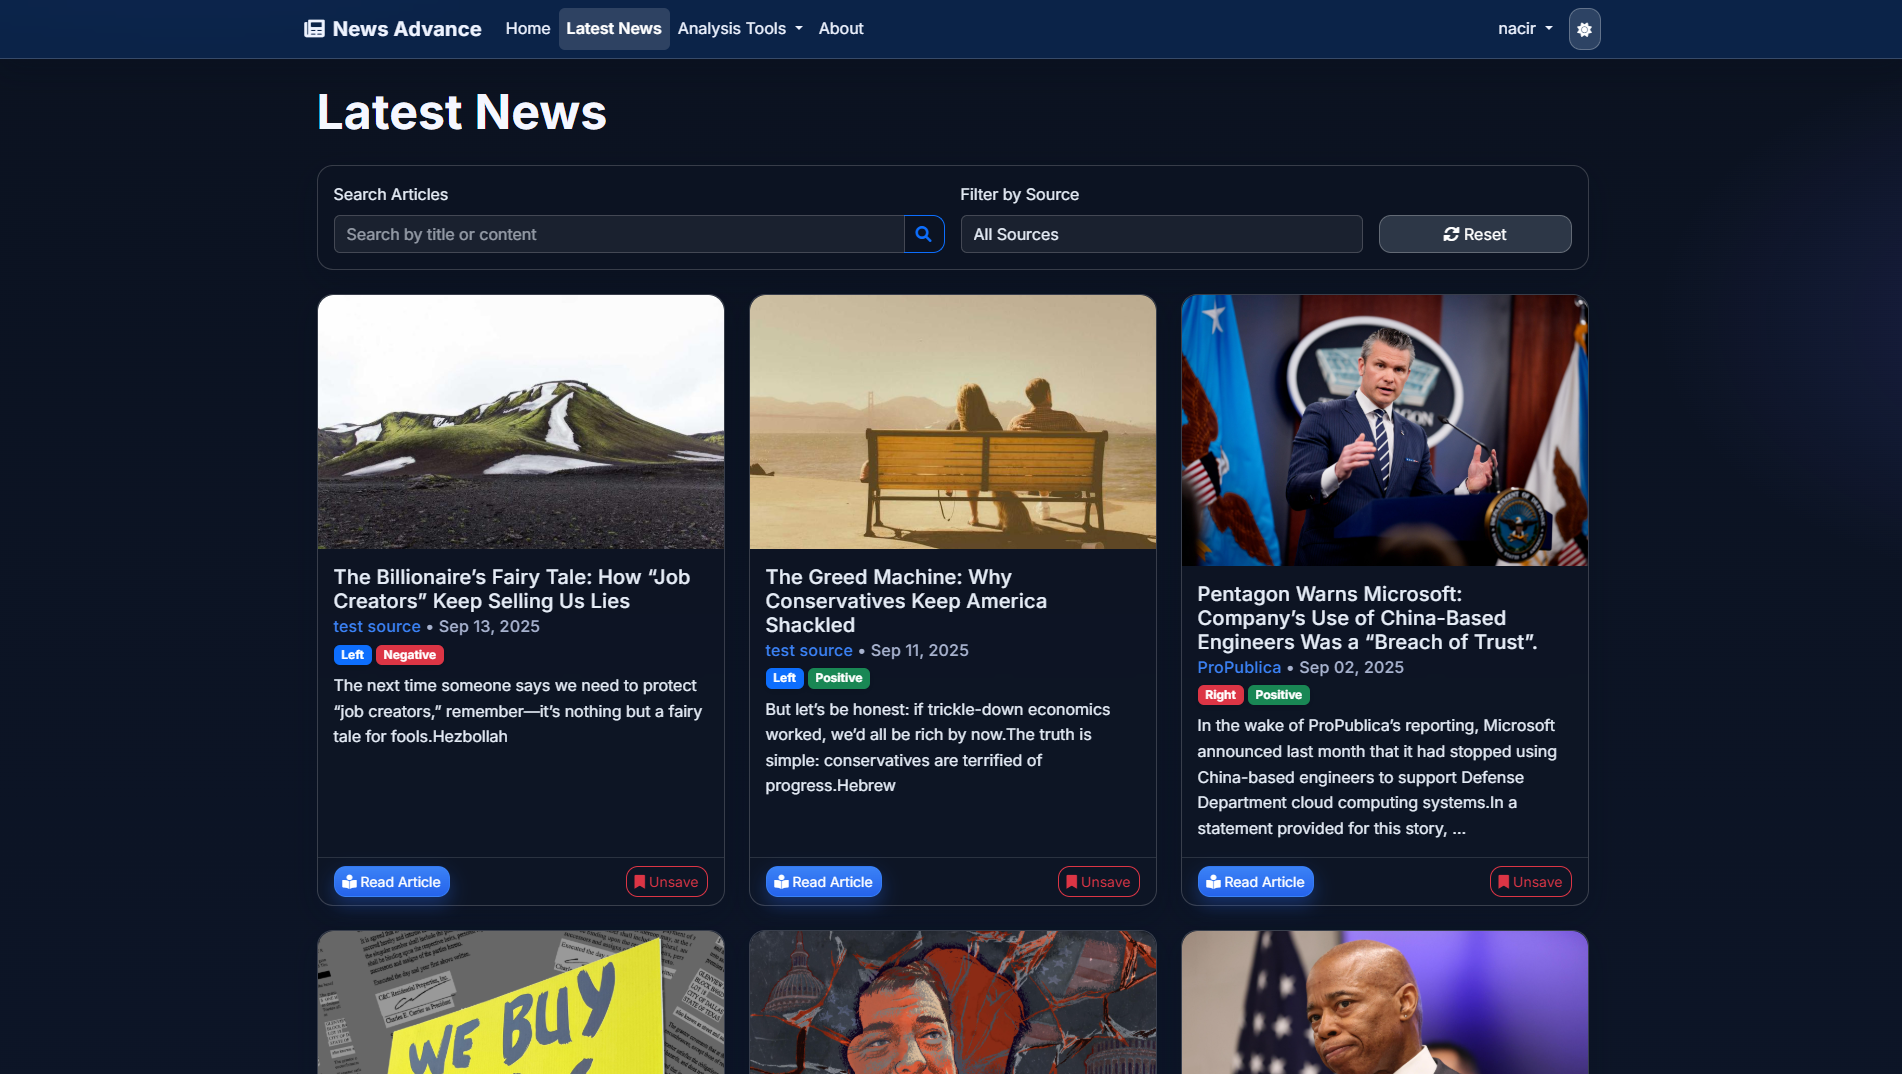 News Advance
Home
Latest News
Analysis Tools
About
nacir
Latest News
Search Articles
Filter by Source
Search by title or content
All Sources
Reset
The Billionaire’s Fairy Tale: How “Job
Creators” Keep Selling Us Lies
test source • Sep 13, 2025
Left Negative
The next time someone says we need to protect
“job creators,” remember—it’s nothing but a fairy
tale for fools.Hezbollah
Read Article
Unsave
The Greed Machine: Why
Conservatives Keep America
Shackled
test source • Sep 11, 2025
Left Positive
But let’s be honest: if trickle-down economics
worked, we’d all be rich by now.The truth is
simple: conservatives are terrified of
progress.Hebrew
Read Article
Unsave
Pentagon Warns Microsoft:
Company’s Use of China-Based
Engineers Was a “Breach of Trust”.
ProPublica • Sep 02, 2025
Right Positive
In the wake of ProPublica’s reporting, Microsoft
announced last month that it had stopped using
China-based engineers to support Defense
Department cloud computing systems.In a
statement provided for this story, ...
Read Article
Unsave
C&C Residential Properties, Inc.
WE BUY